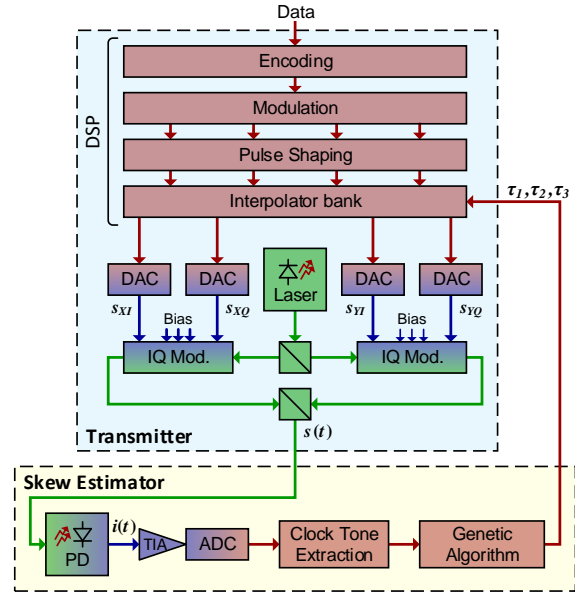 Data
Encoding
Modulation
Pulse Shaping
Interpolator bank
DSP
τ1,τ2,τ3
DAC
DAC
Laser
DAC
DAC
sXI
sXQ
sYI
sYQ
Bias
Bias
IQ Mod.
IQ Mod.
s(t)
Transmitter
Skew Estimator
PD
i(t)
TIA
ADC
Clock Tone
Extraction
Genetic
Algorithm